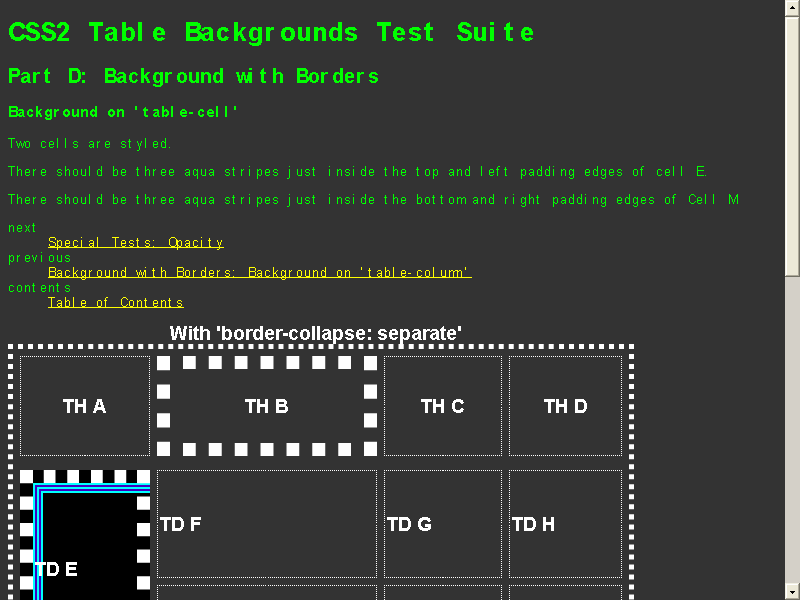 CSS2 Table Backgrounds Test Suite
Part D: Background with Borders
Background on 'table-cell'
Two cells are styled.
There should be three aqua stripes just inside the top and left padding edges of cell E.
There should be three aqua stripes just inside the bottom and right padding edges of Cell M
next
Special Tests: Opacity
previous
Background with Borders: Background on 'table-column'
contents
Table of Contents
With 'border-collapse: separate'
TH A
TH B
TH C
TH D
TD F
TD G
TD H
TD E